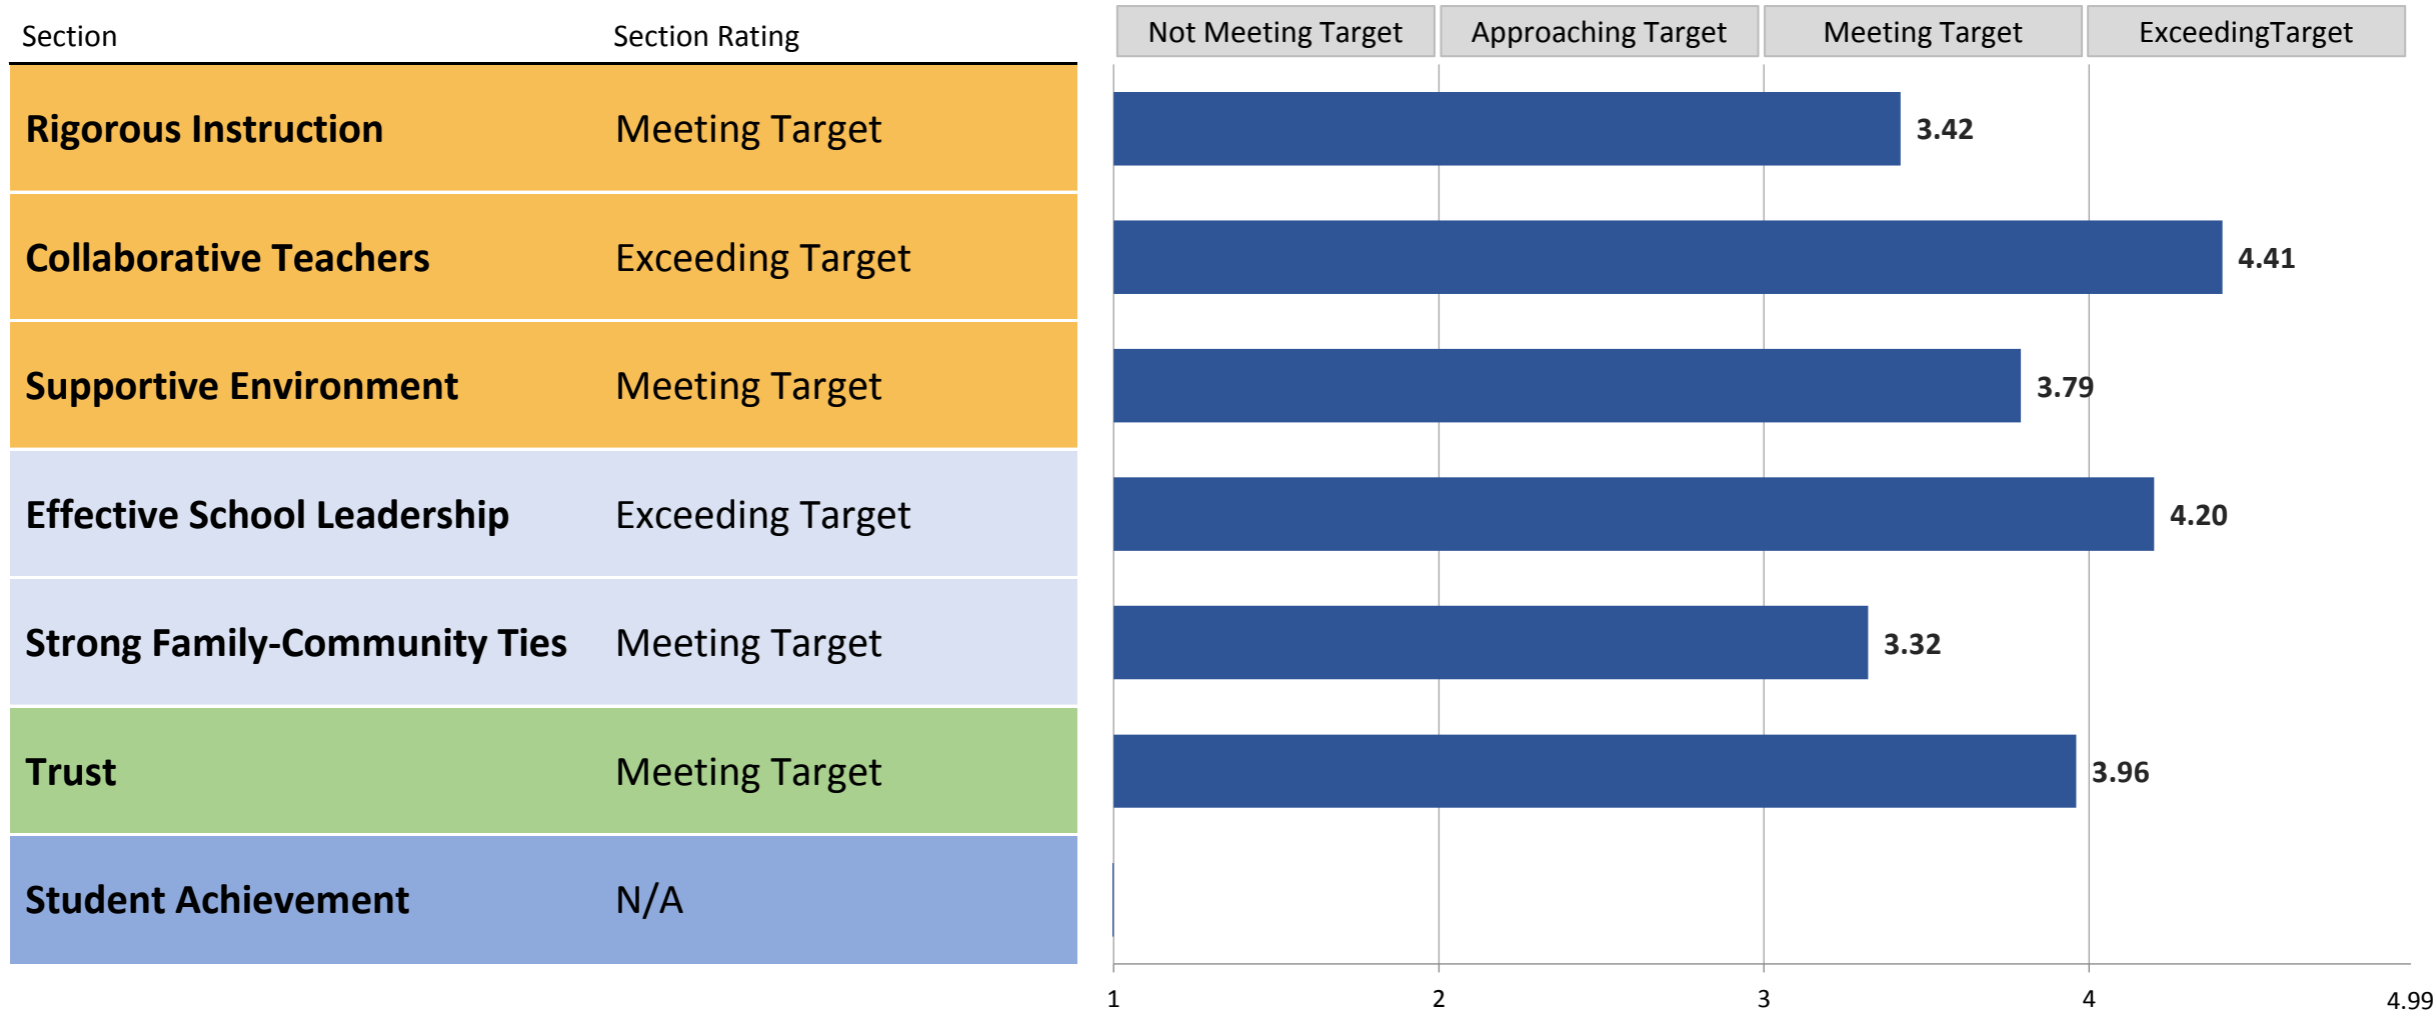 Section Section Rating Not Meeting Target Approaching Target Meeting Target ExceedingTarget
Rigorous Instruction Meeting Target 3.42
Collaborative Teachers Exceeding Target 4.41
Supportive Environment Meeting Target 3.79
Effective School Leadership Exceeding Target 4.20
Strong Family-Community Ties Meeting Target 3.32
Trust Meeting Target 3.96
Student Achievement N/A
1 2 3 4 4.99